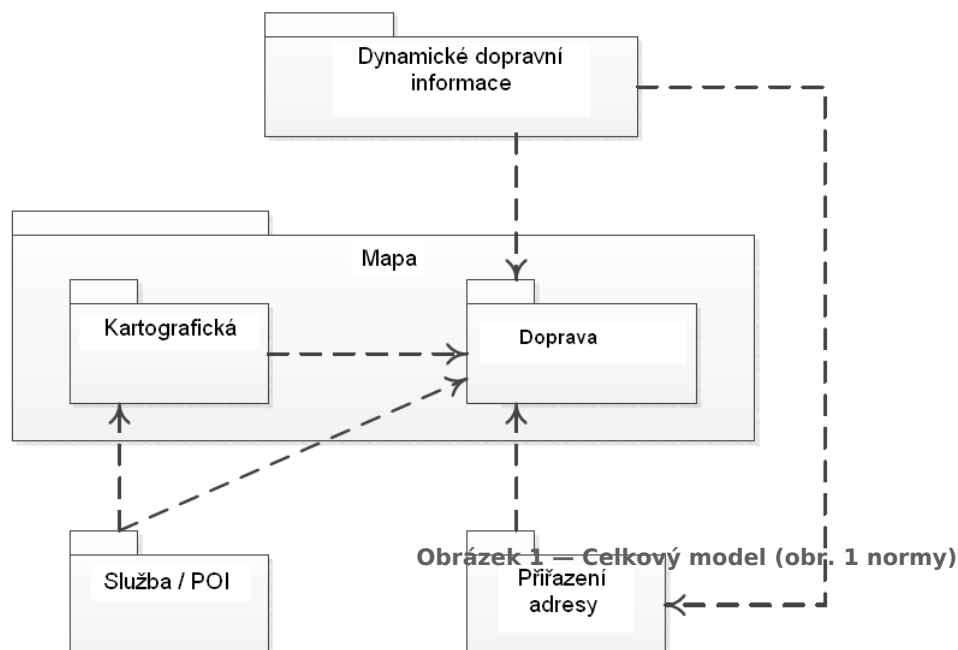 Dynamické dopravní
informace
Mapa
Kartografická
Doprava
Obrázek 1 — Celkový model (obr. 1 normy)
Služba / POI
Přiřazení
adresy